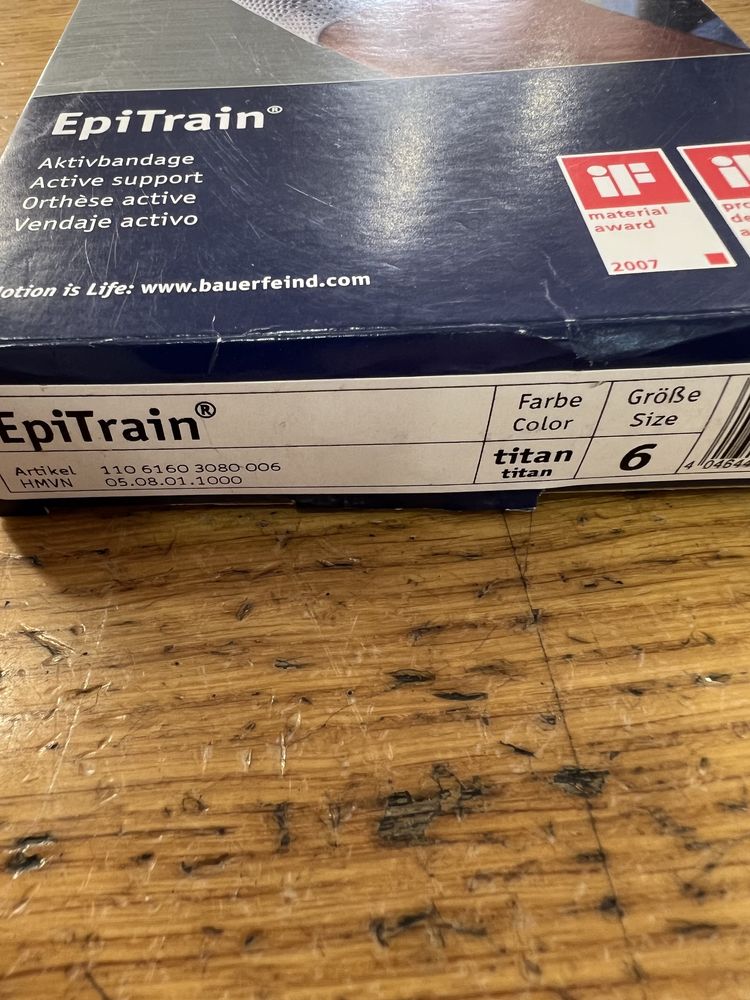 EpiTrain®
Aktivbandage
Active support
Orthèse active
Vendaje activo
otion is Life: www.bauerfeind.com
iF
material
award
2007
EpiTrain®
Artikel 110 6160 3080 006
HMVN 05.08.01.1000
Farbe
Color
titan
titan
Größe
Size
6